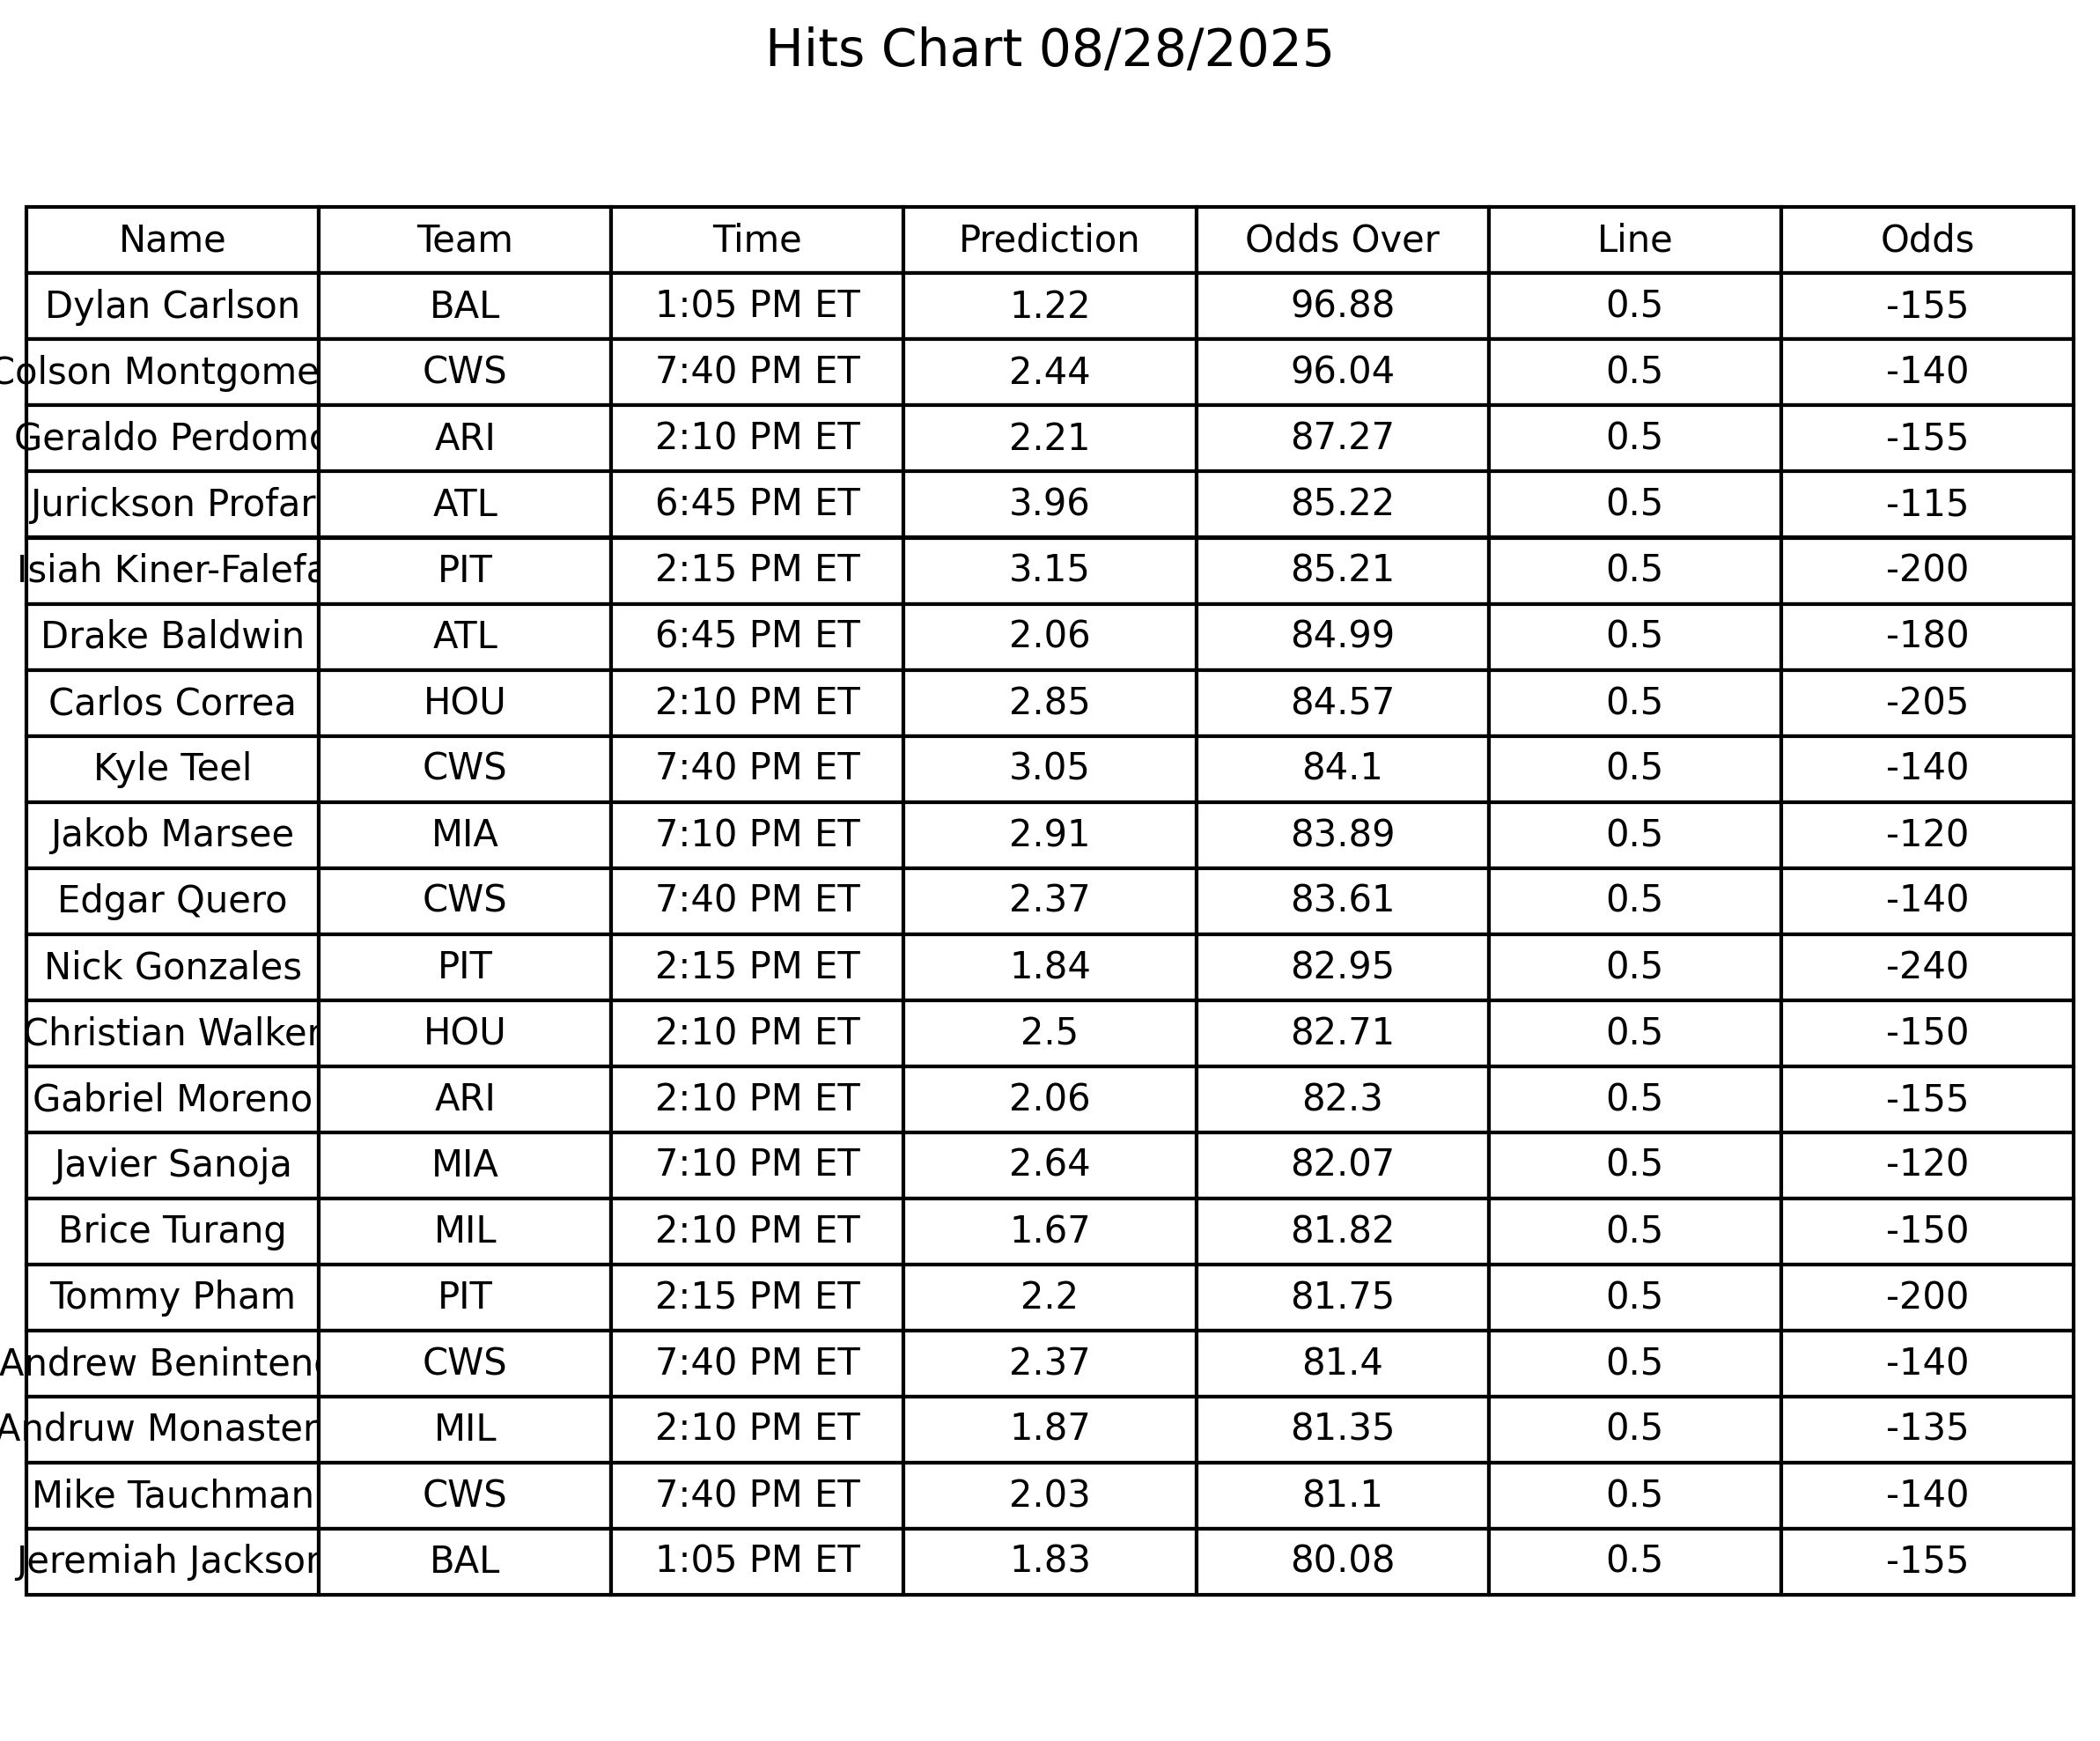 Hits Chart 08/28/2025
Name Team Time Prediction Odds Over Line Odds
Dylan Carlson BAL 1:05 PM ET 1.22 96.88 0.5 -155
Colson Montgome CWS 7:40 PM ET 2.44 96.04 0.5 -140
Geraldo Perdomo ARI 2:10 PM ET 2.21 87.27 0.5 -155
Jurickson Profar ATL 6:45 PM ET 3.96 85.22 0.5 -115
Isiah Kiner-Falefa PIT 2:15 PM ET 3.15 85.21 0.5 -200
Drake Baldwin ATL 6:45 PM ET 2.06 84.99 0.5 -180
Carlos Correa HOU 2:10 PM ET 2.85 84.57 0.5 -205
Kyle Teel CWS 7:40 PM ET 3.05 84.1 0.5 -140
Jakob Marsee MIA 7:10 PM ET 2.91 83.89 0.5 -120
Edgar Quero CWS 7:40 PM ET 2.37 83.61 0.5 -140
Nick Gonzales PIT 2:15 PM ET 1.84 82.95 0.5 -240
Christian Walker HOU 2:10 PM ET 2.5 82.71 0.5 -150
Gabriel Moreno ARI 2:10 PM ET 2.06 82.3 0.5 -155
Javier Sanoja MIA 7:10 PM ET 2.64 82.07 0.5 -120
Brice Turang MIL 2:10 PM ET 1.67 81.82 0.5 -150
Tommy Pham PIT 2:15 PM ET 2.2 81.75 0.5 -200
Andrew Beninten CWS 7:40 PM ET 2.37 81.4 0.5 -140
Andruw Monaster MIL 2:10 PM ET 1.87 81.35 0.5 -135
Mike Tauchman CWS 7:40 PM ET 2.03 81.1 0.5 -140
Jeremiah Jackson BAL 1:05 PM ET 1.83 80.08 0.5 -155